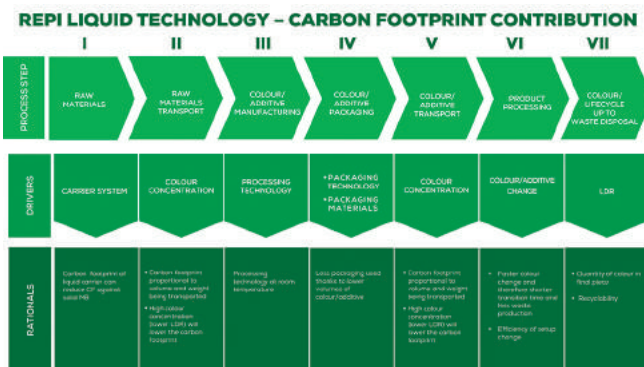 REPI LIQUID TECHNOLOGY – CARBON FOOTPRINT CONTRIBUTION
I II III IV V VI VII
PROCESS STEP
RAW
MATERIALS
RAW
MATERIALS
TRANSPORT
COLOUR/
ADDITIVE
MANUFACTURING
COLOUR/
ADDITIVE
PACKAGING
COLOUR/
ADDITIVE
TRANSPORT
PRODUCT
PROCESSING
COLOUR/
LIFECYCLE
UP TO
WASTE DISPOSAL
DRIVERS
CARRIER SYSTEM
COLOUR
CONCENTRATION
PROCESSING
TECHNOLOGY
• PACKAGING
TECHNOLOGY
• PACKAGING
MATERIALS
COLOUR
CONCENTRATION
COLOUR/ADDITIVE
CHANGE
LDR
RATIONALS
Carbon footprint of
liquid carrier can
reduce CF against
solid MB
• Carbon footprint
proportional to
volume and weight
being transported
• High colour
concentration
(lower LDR) will
lower the carbon
footprint
Processing
technology at room
temperature
Less packaging used
thanks to lower
volumes of
colour/additive
• Carbon footprint
proportional to
volume and weight
being transported
• High colour
concentration
(lower LDR) will
lower the carbon
footprint
• Faster colour
change and
therefore shorter
transition time and
less waste
production
• Efficiency of setup
change
• Quantity of colour in
final piece
• Recyclability